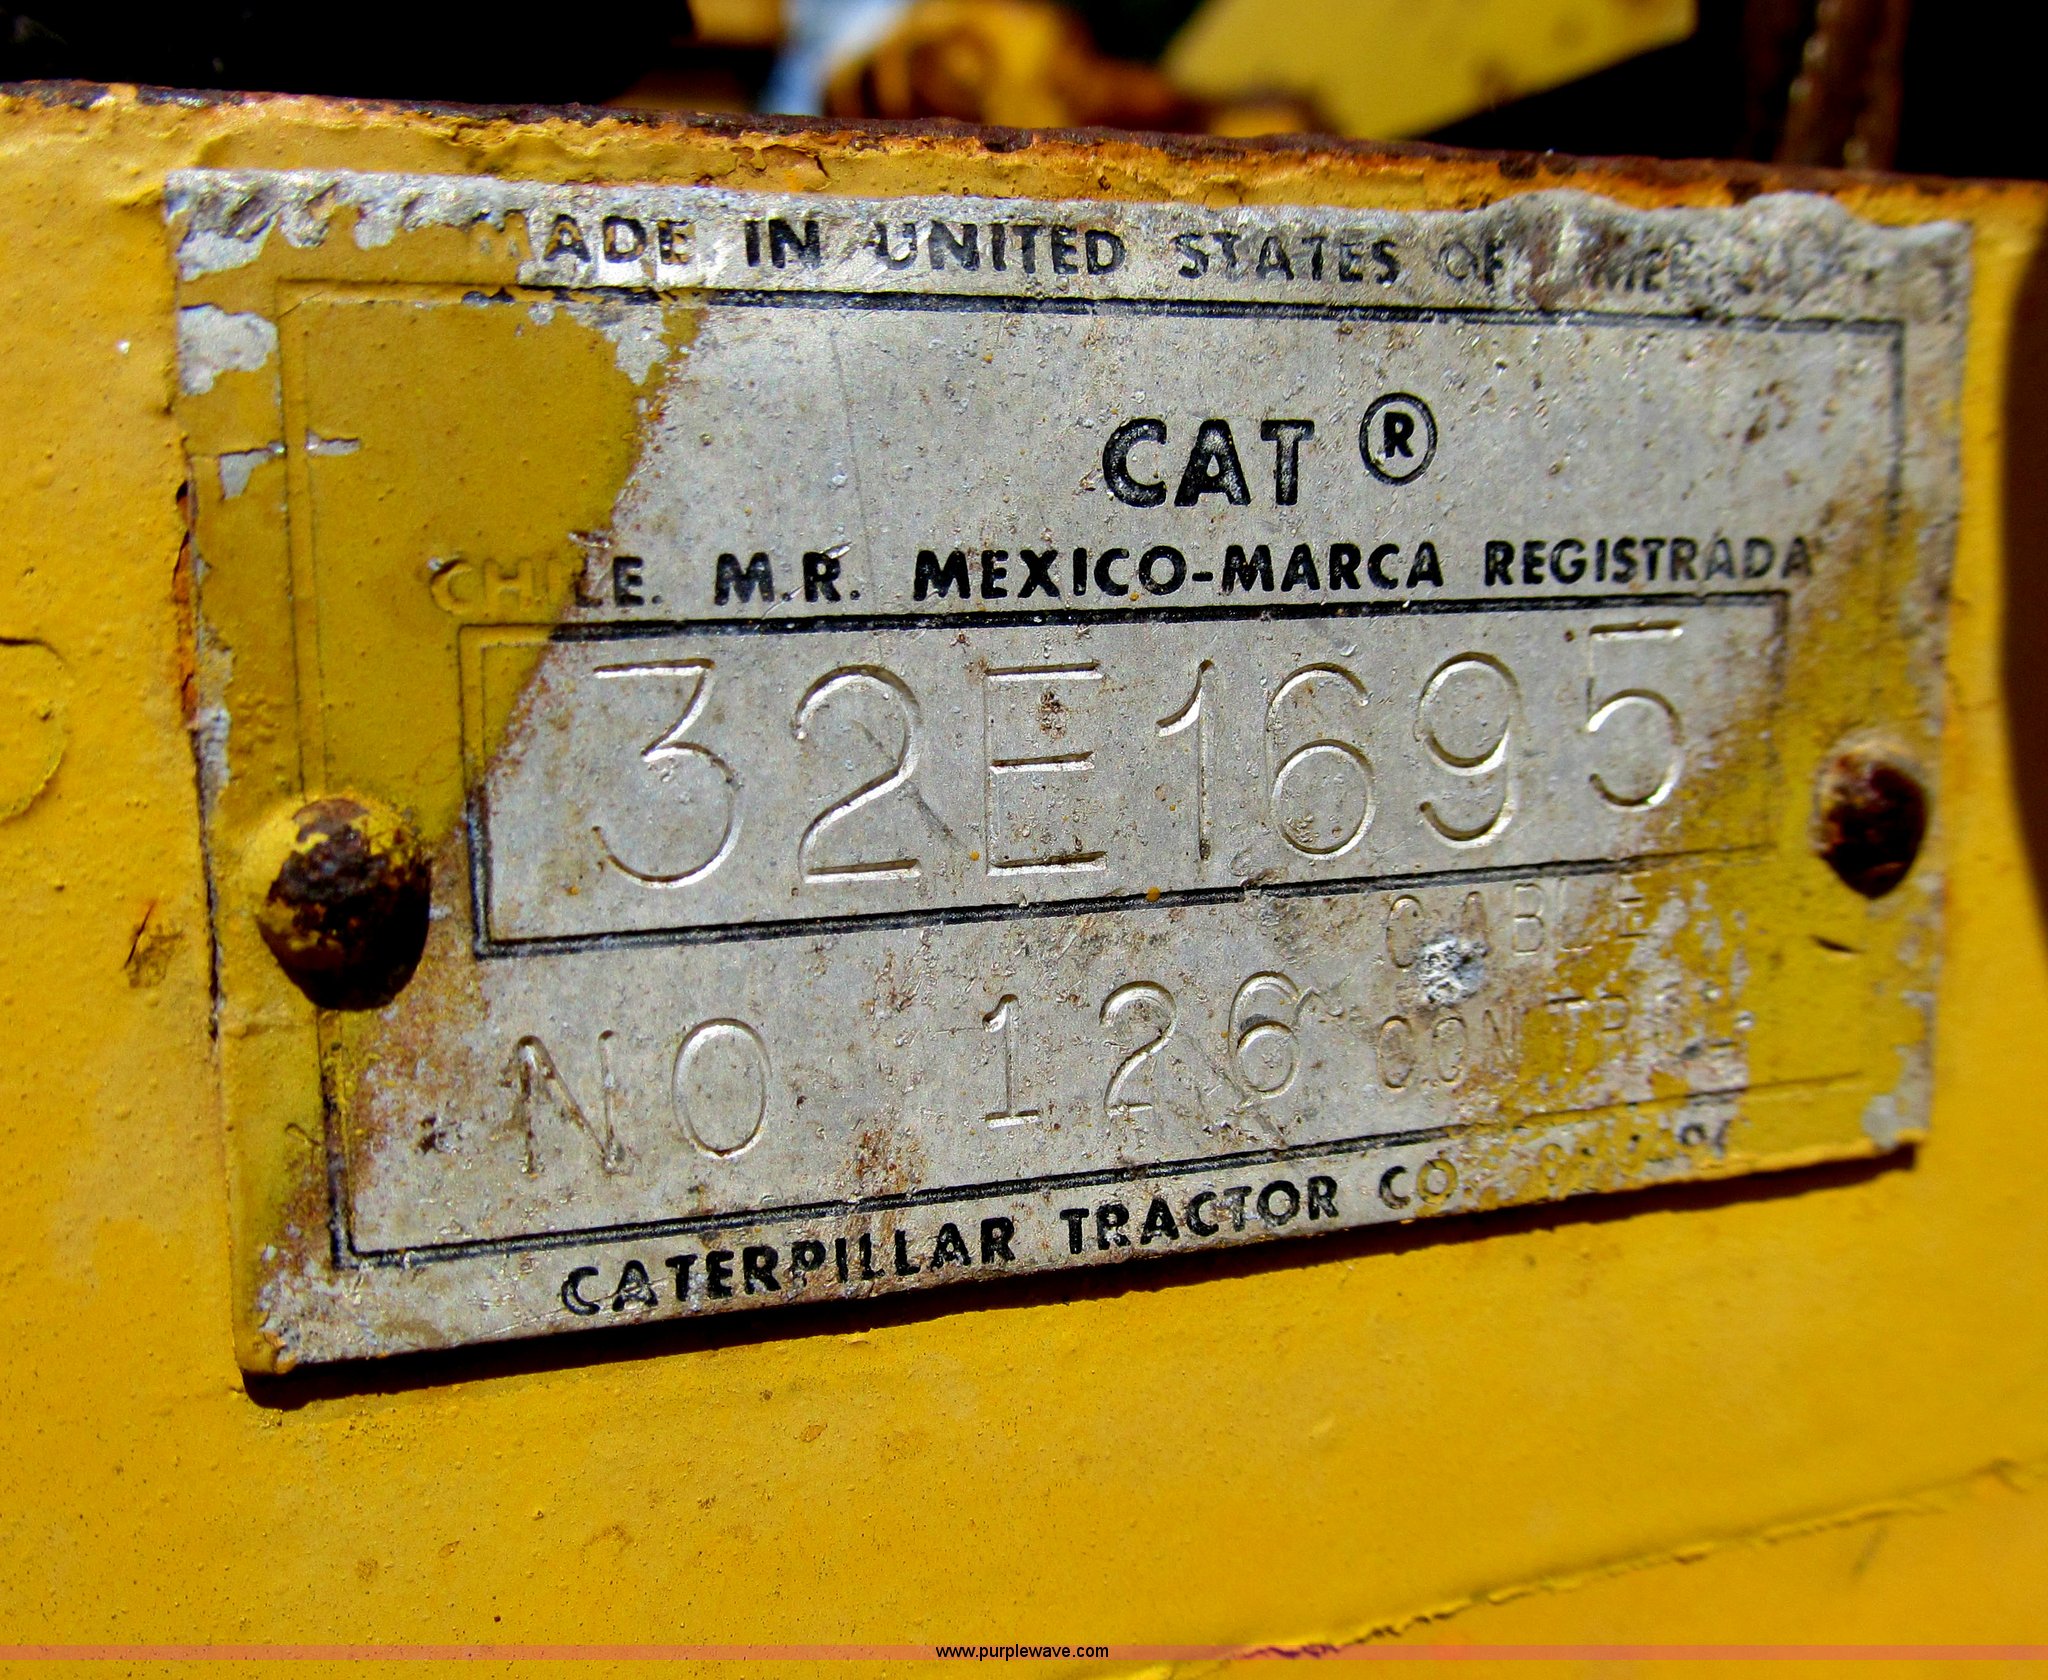 MADE IN UNITED STATES OF AMERICA
CAT ®
CHILE. M.R. MEXICO-MARCA REGISTRADA
32E1695
CABLE
NO 126 CONTROL
CATERPILLAR TRACTOR CO.
www.purplewave.com